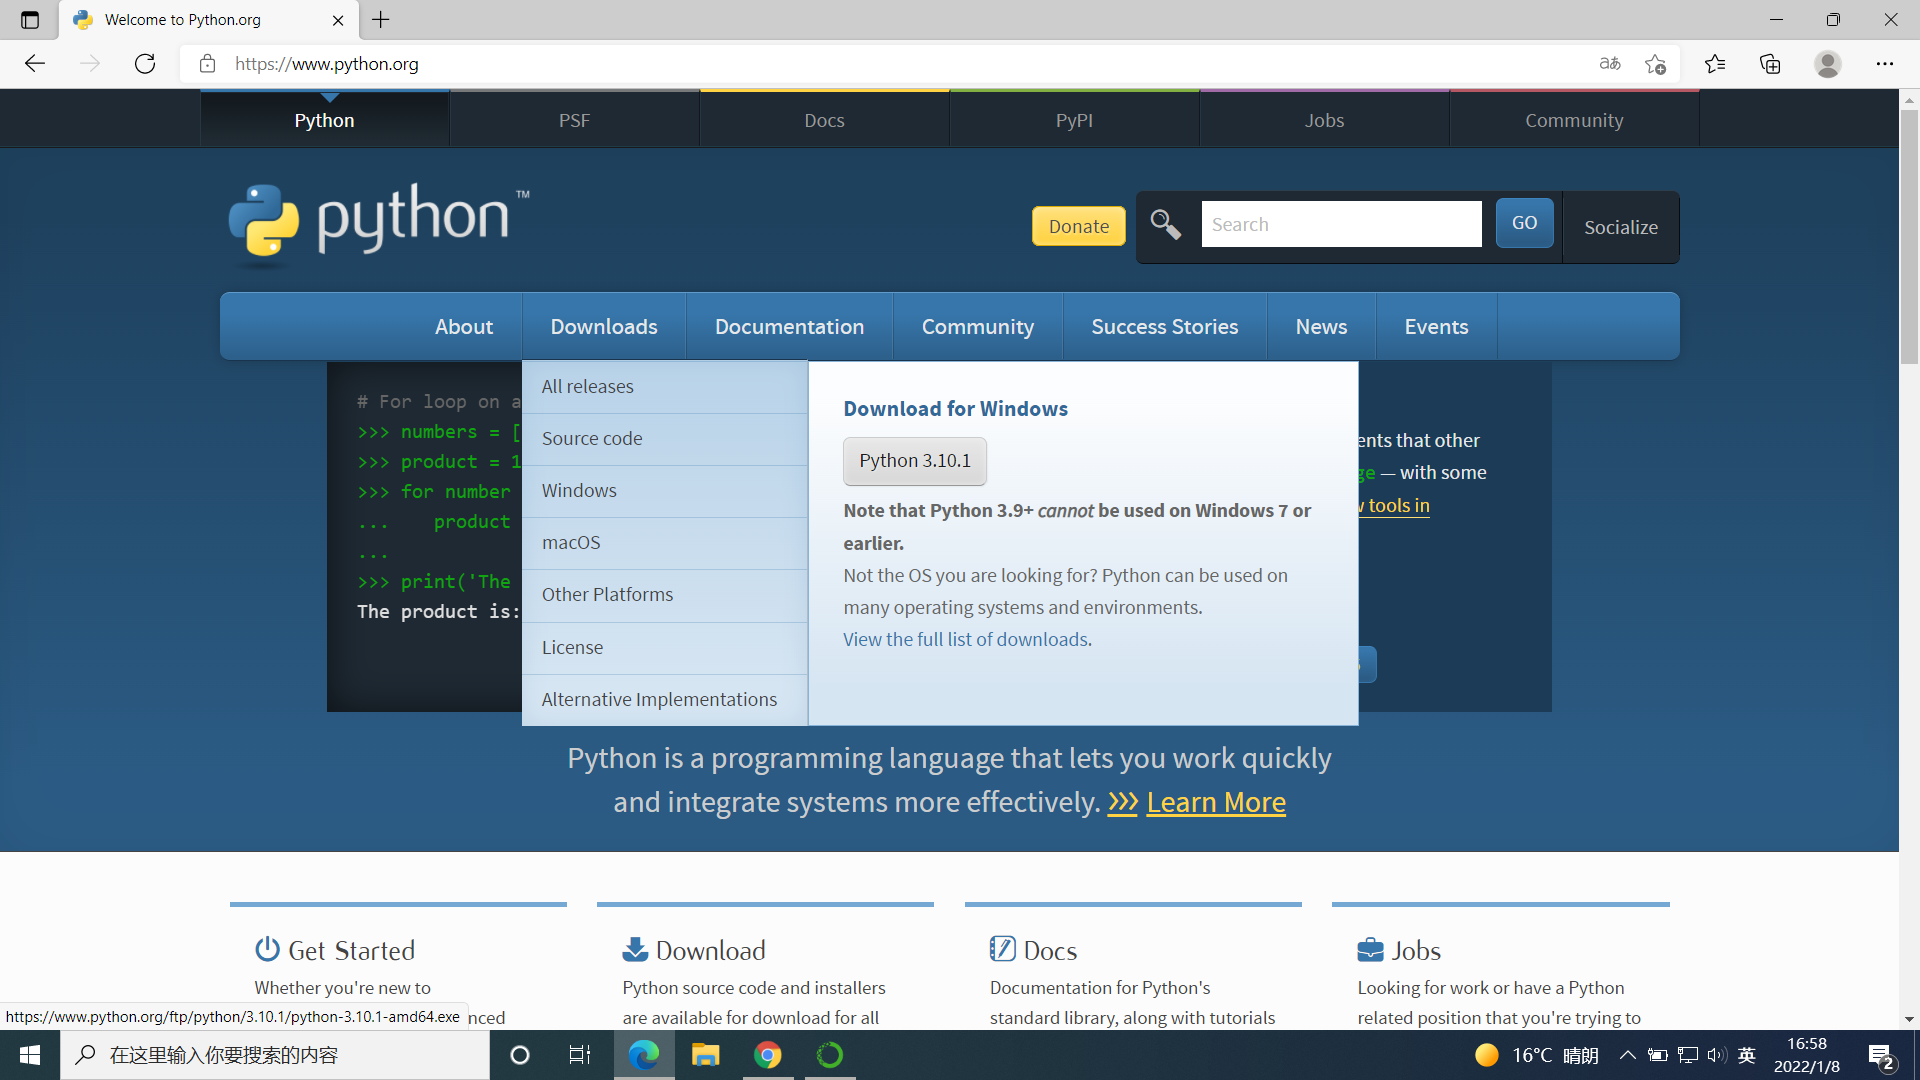 Welcome to Python.org
https://www.python.org
Python
PSF
Docs
PyPI
Jobs
Community
python™
Donate
Search
GO
Socialize
About
Downloads
Documentation
Community
Success Stories
News
Events
# For loop on a
>>> numbers = [
>>> product = 1
>>> for number
... product
...
>>> print('The
The product is:
All releases
Source code
Windows
macOS
Other Platforms
License
Alternative Implementations
Download for Windows
Python 3.10.1
Note that Python 3.9+ cannot be used on Windows 7 or
earlier.
Not the OS you are looking for? Python can be used on
many operating systems and environments.
View the full list of downloads.
ents that other
ge — with some
tools in
Python is a programming language that lets you work quickly
and integrate systems more effectively. >>> Learn More
Get Started
Whether you're new to
nced
Download
Python source code and installers
are available for download for all
Docs
Documentation for Python's
standard library, along with tutorials
Jobs
Looking for work or have a Python
related position that you're trying to
https://www.python.org/ftp/python/3.10.1/python-3.10.1-amd64.exe
在这里输入你要搜索的内容
16°C 晴朗
英
16:58
2022/1/8
2